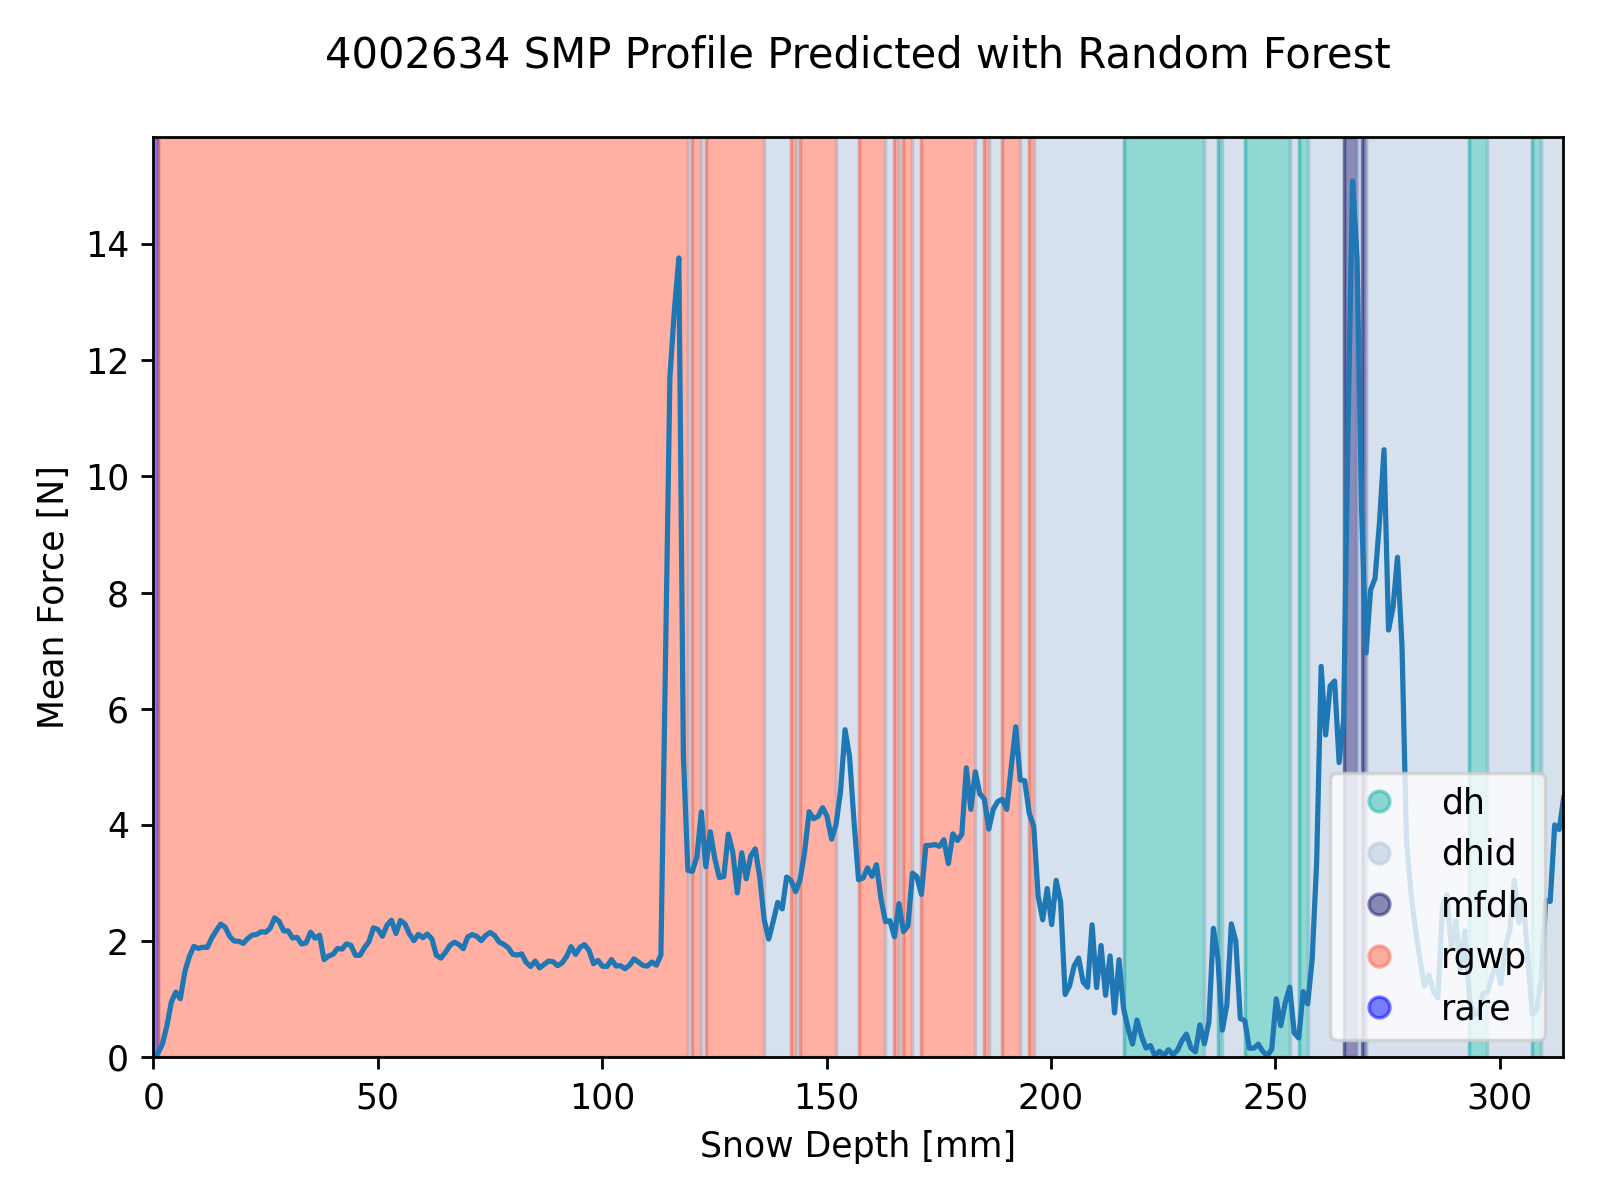 4002634 SMP Profile Predicted with Random Forest
14
12
10
8
6
4
2
0
Mean Force [N]
dh
dhid
mfdh
rgwp
rare
0 50 100 150 200 250 300
Snow Depth [mm]